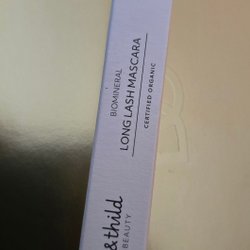 BIOMINERAL
LONG LASH MASCARA
CERTIFIED ORGANIC
&thild
BEAUTY